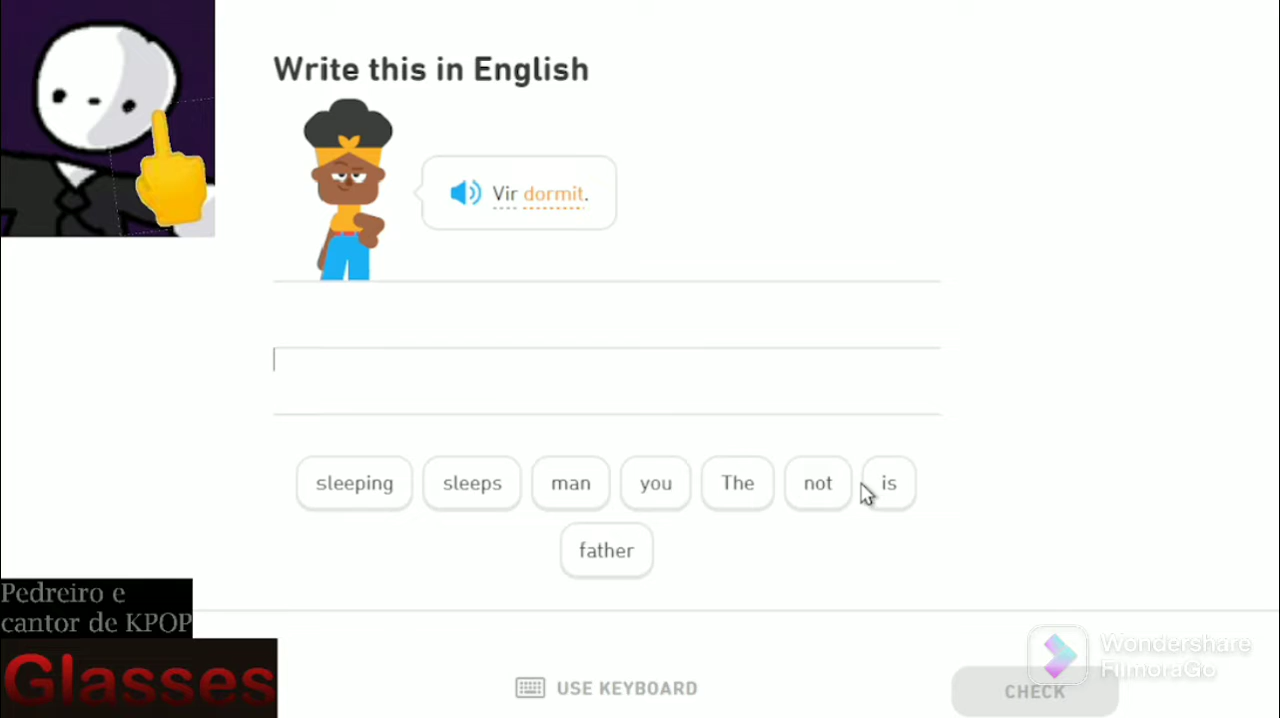 Write this in English
Vir dormit.
sleeping sleeps man you The not is
father
Pedreiro e
cantor de KPOP
Glasses
Wondershare
FilmoraGo
USE KEYBOARD
CHECK